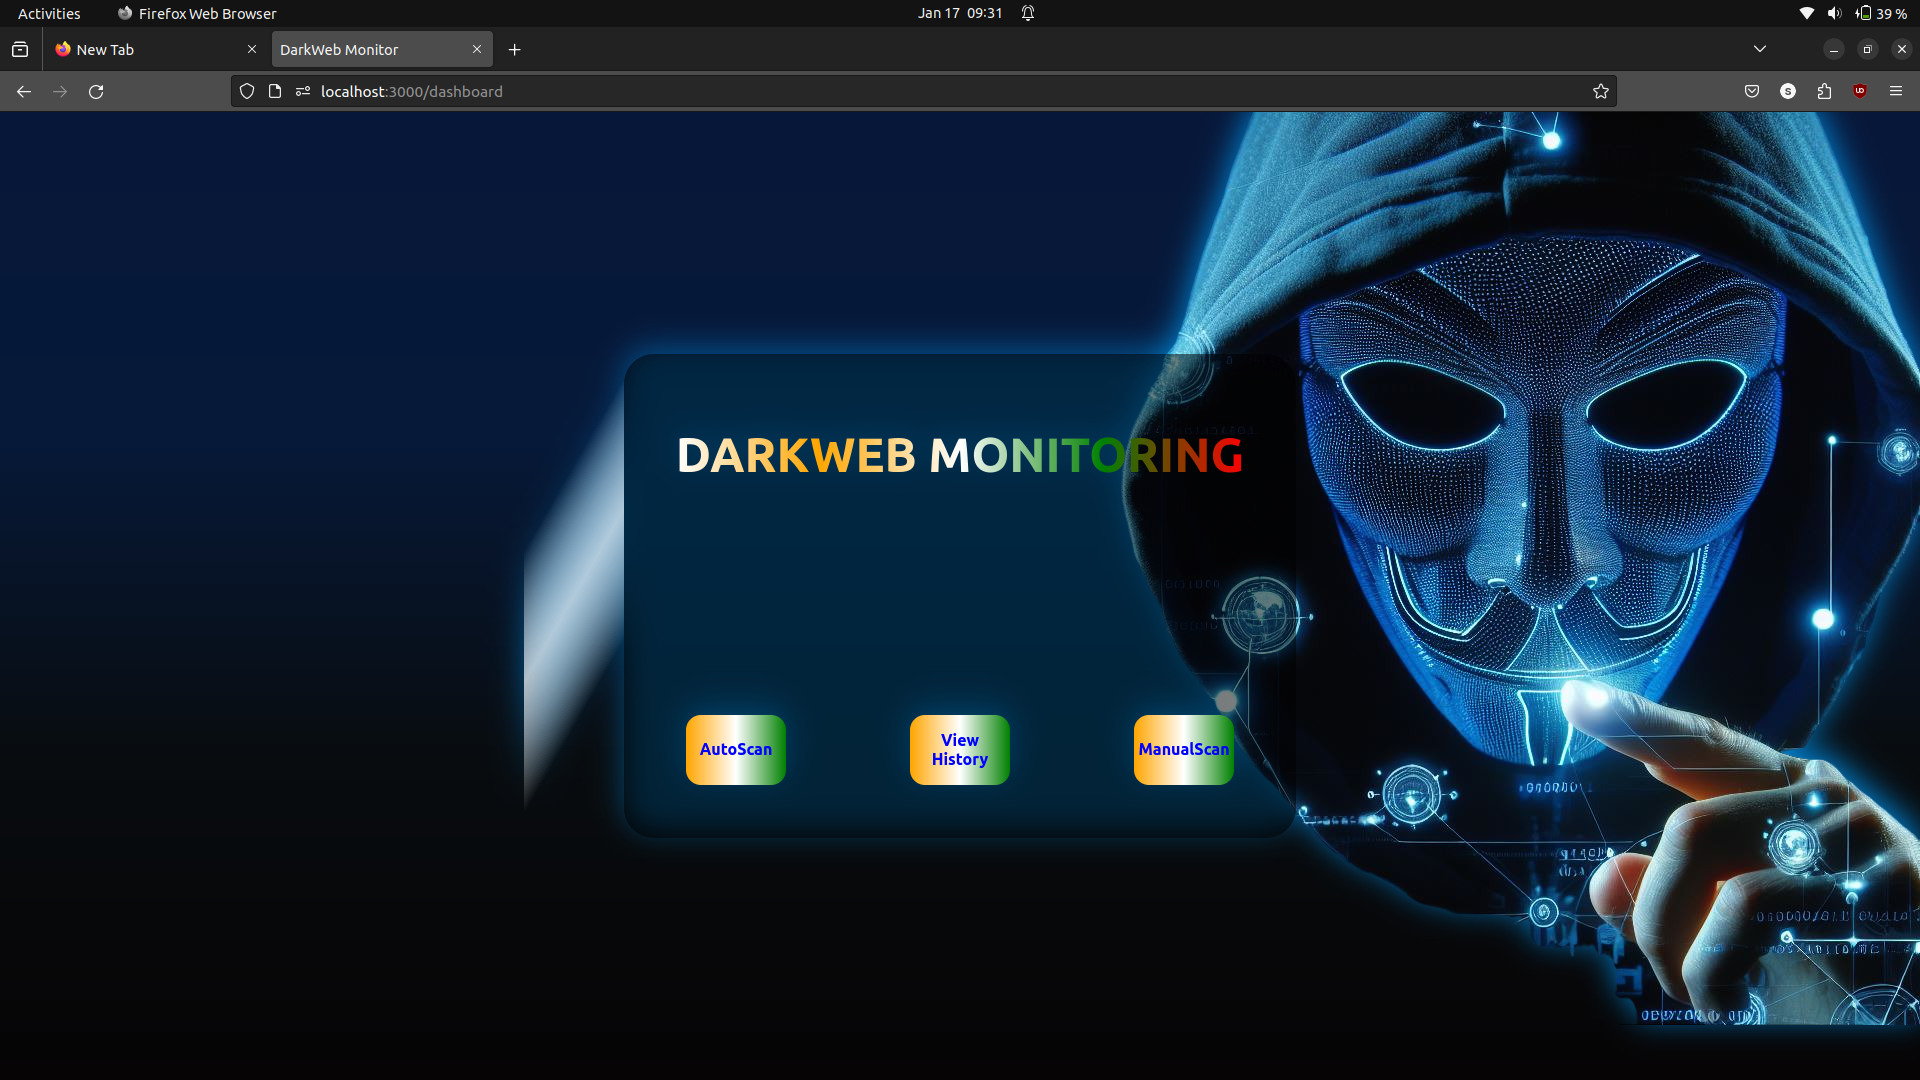 Activities
Firefox Web Browser
Jan 17 09:31
39 %
New Tab
DarkWeb Monitor
localhost:3000/dashboard
DARKWEB MONITORING
AutoScan
View
History
ManualScan